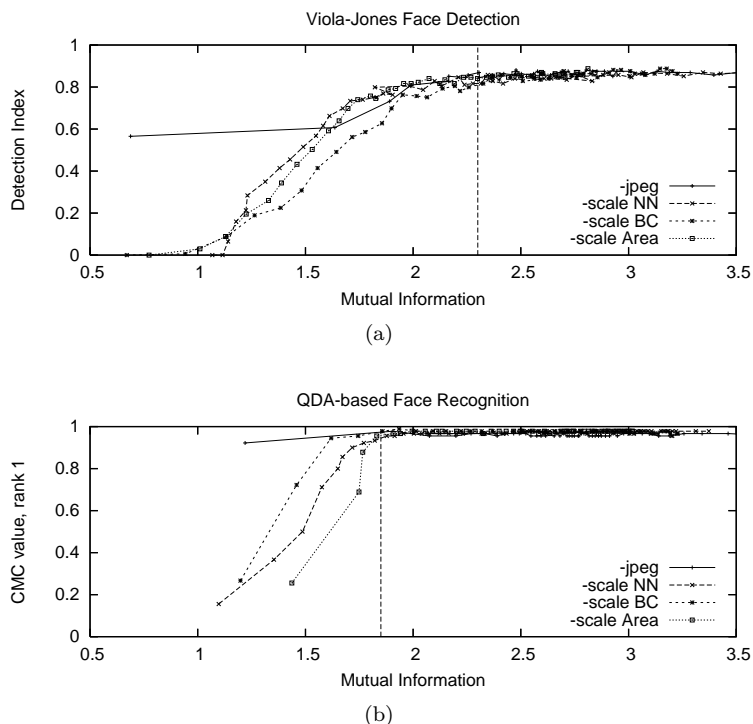 Viola-Jones Face Detection
1
0.8
0.6
0.4
0.2
0
Detection Index
-jpeg
-scale NN
-scale BC
-scale Area
0.5 1 1.5 2 2.5 3 3.5
Mutual Information
(a)
QDA-based Face Recognition
1
0.8
0.6
0.4
0.2
0
CMC value, rank 1
-jpeg
-scale NN
-scale BC
-scale Area
0.5 1 1.5 2 2.5 3 3.5
Mutual Information
(b)